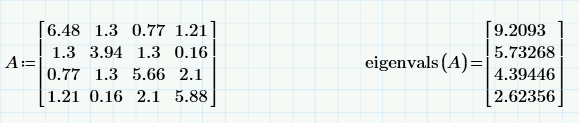 6.48 1.3 0.77 1.21 9.2093
1.3 3.94 1.3 0.16 5.73268
A := eigenvals (A) =
0.77 1.3 5.66 2.1 4.39446
1.21 0.16 2.1 5.88 2.62356